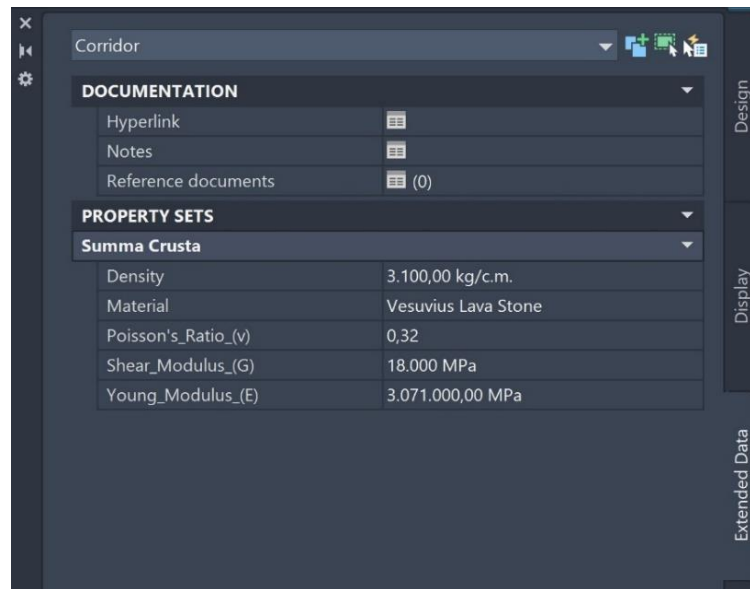 Corridor
DOCUMENTATION
Hyperlink
Notes
Reference documents (0)
PROPERTY SETS
Summa Crusta
Density 3.100,00 kg/c.m.
Material Vesuvius Lava Stone
Poisson's_Ratio_(v) 0,32
Shear_Modulus_(G) 18.000 MPa
Young_Modulus_(E) 3.071.000,00 MPa
Design
Display
Extended Data